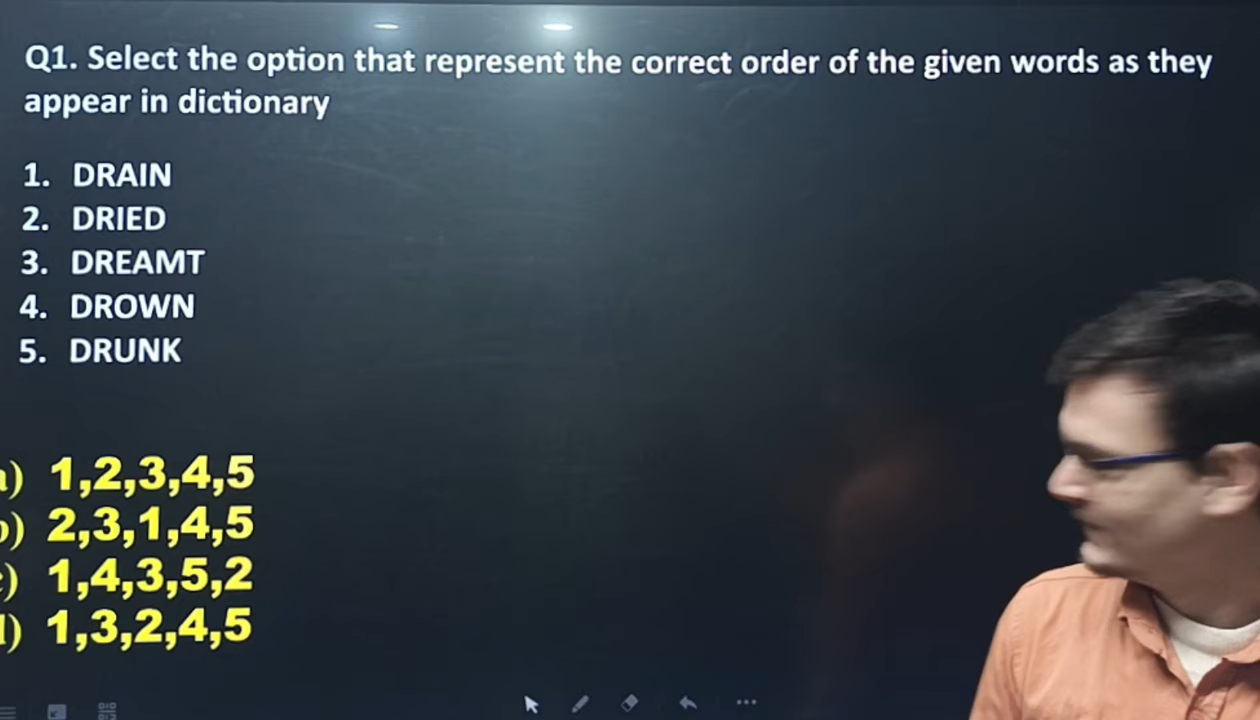 Q1. Select the option that represent the correct order of the given words as they
appear in dictionary
1. DRAIN
2. DRIED
3. DREAMT
4. DROWN
5. DRUNK
a) 1,2,3,4,5
b) 2,3,1,4,5
c) 1,4,3,5,2
d) 1,3,2,4,5